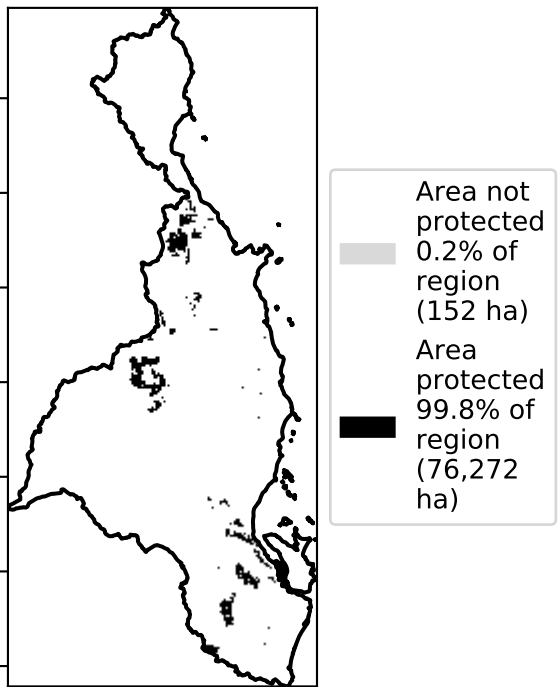 Area not
protected
0.2% of
region
(152 ha)
Area
protected
99.8% of
region
(76,272
ha)